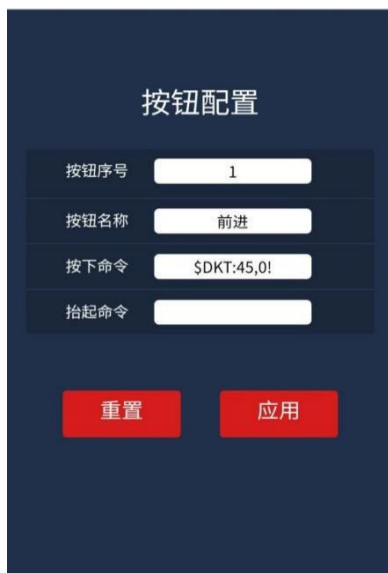 按钮配置
按钮序号 1
按钮名称 前进
按下命令 $DKT:45,0!
抬起命令
重置 应用